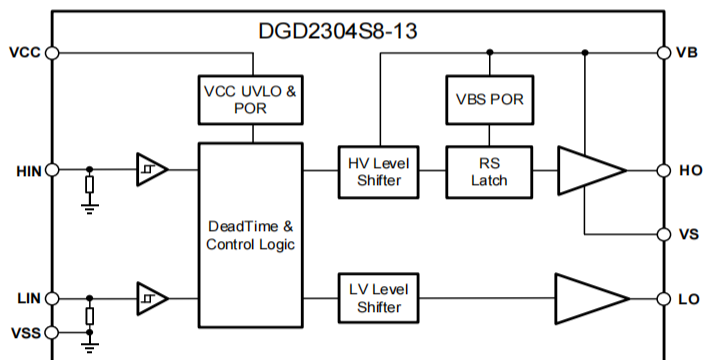 DGD2304S8-13
VCC
VB
VCC UVLO &
POR
VBS POR
HIN
HV Level
Shifter
RS
Latch
HO
DeadTime &
Control Logic
VS
LIN
LV Level
Shifter
LO
VSS